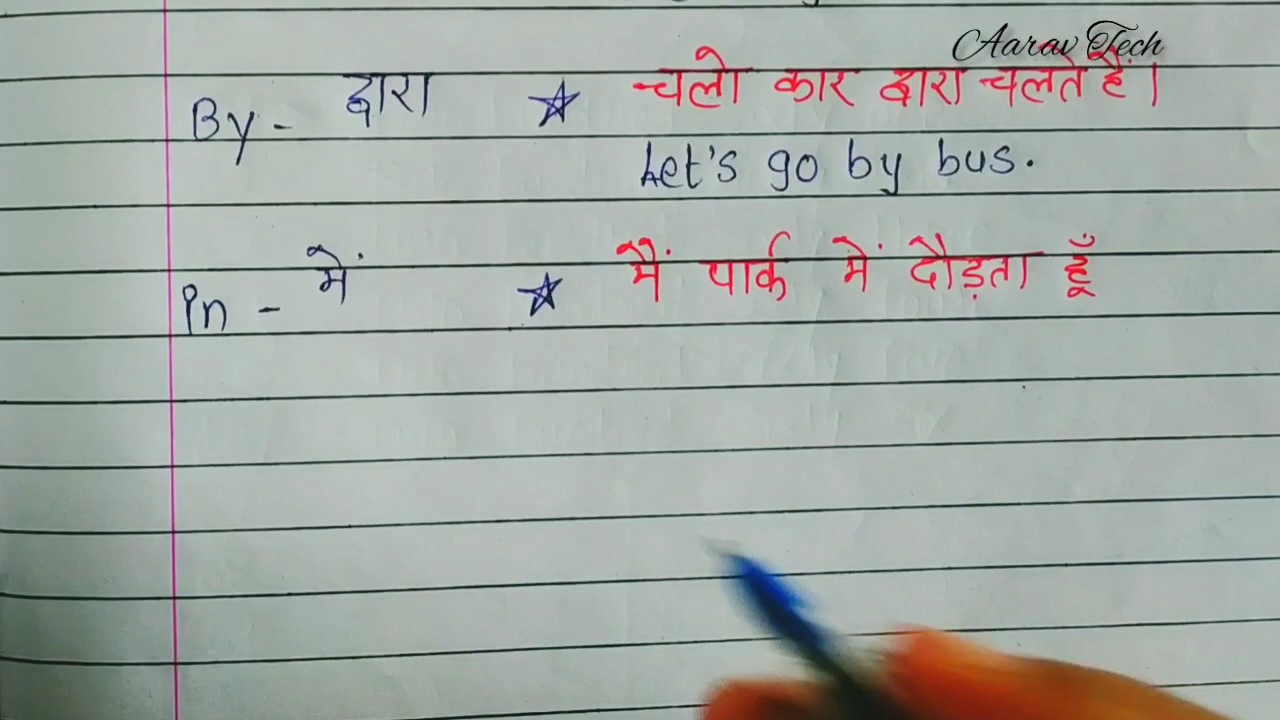 Aarav Tech
By - द्वारा ☆ चलो कार द्वारा चलते हैं।
Let's go by bus.
In - में ☆ मैं पार्क में दौड़ता हूँ